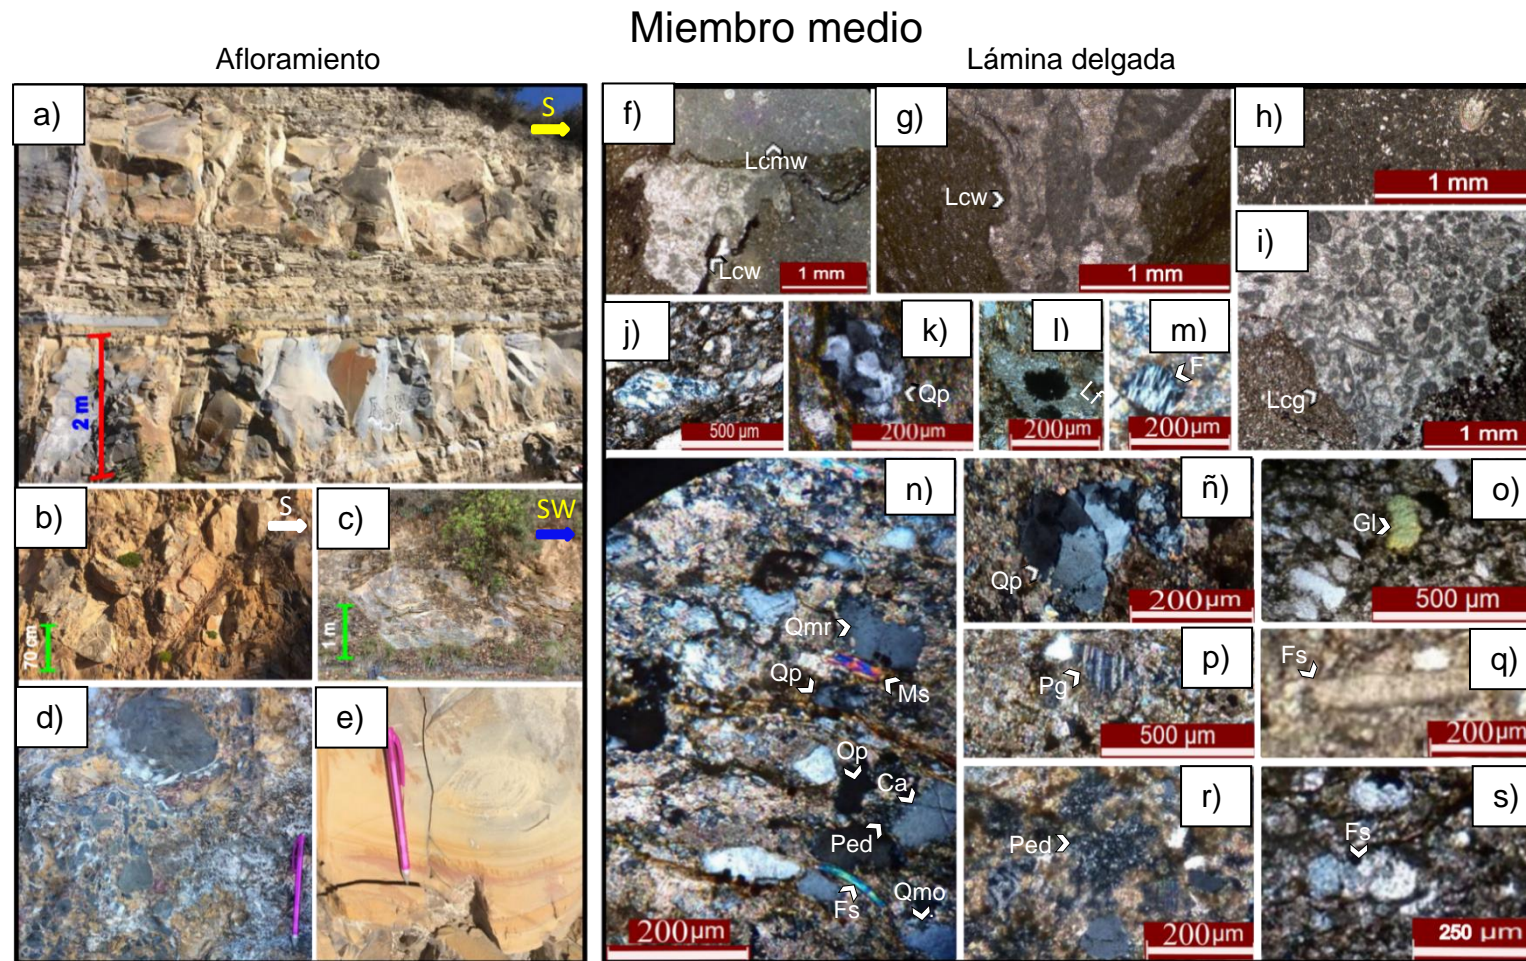 Miembro medio
Afloramiento
Lámina delgada
a)
S
2 m
b)
S
70 cm
c)
SW
1 m
d)
e)
f)
Lcmw
Lcw
1 mm
g)
Lcw
1 mm
h)
1 mm
i)
Lcg
1 mm
j)
500 µm
k)
Qp
200µm
l)
Lf
200µm
m)
F
200µm
n)
Qmr
Qp
Ms
Op
Ca
Ped
Fs
Qmo
200µm
ñ)
Qp
200µm
o)
Gl
500 µm
p)
Pg
500 µm
q)
Fs
200µm
r)
Ped
200µm
s)
Fs
250 µm